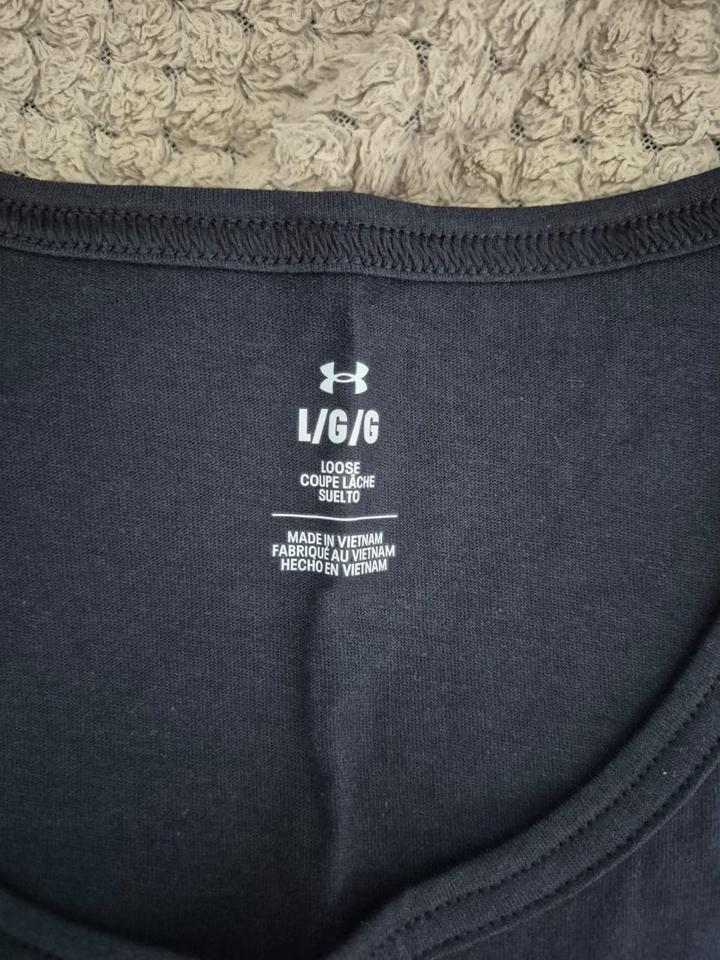 L/G/G
LOOSE
COUPE LÂCHE
SUELTO
MADE IN VIETNAM
FABRIQUÉ AU VIETNAM
HECHO EN VIETNAM